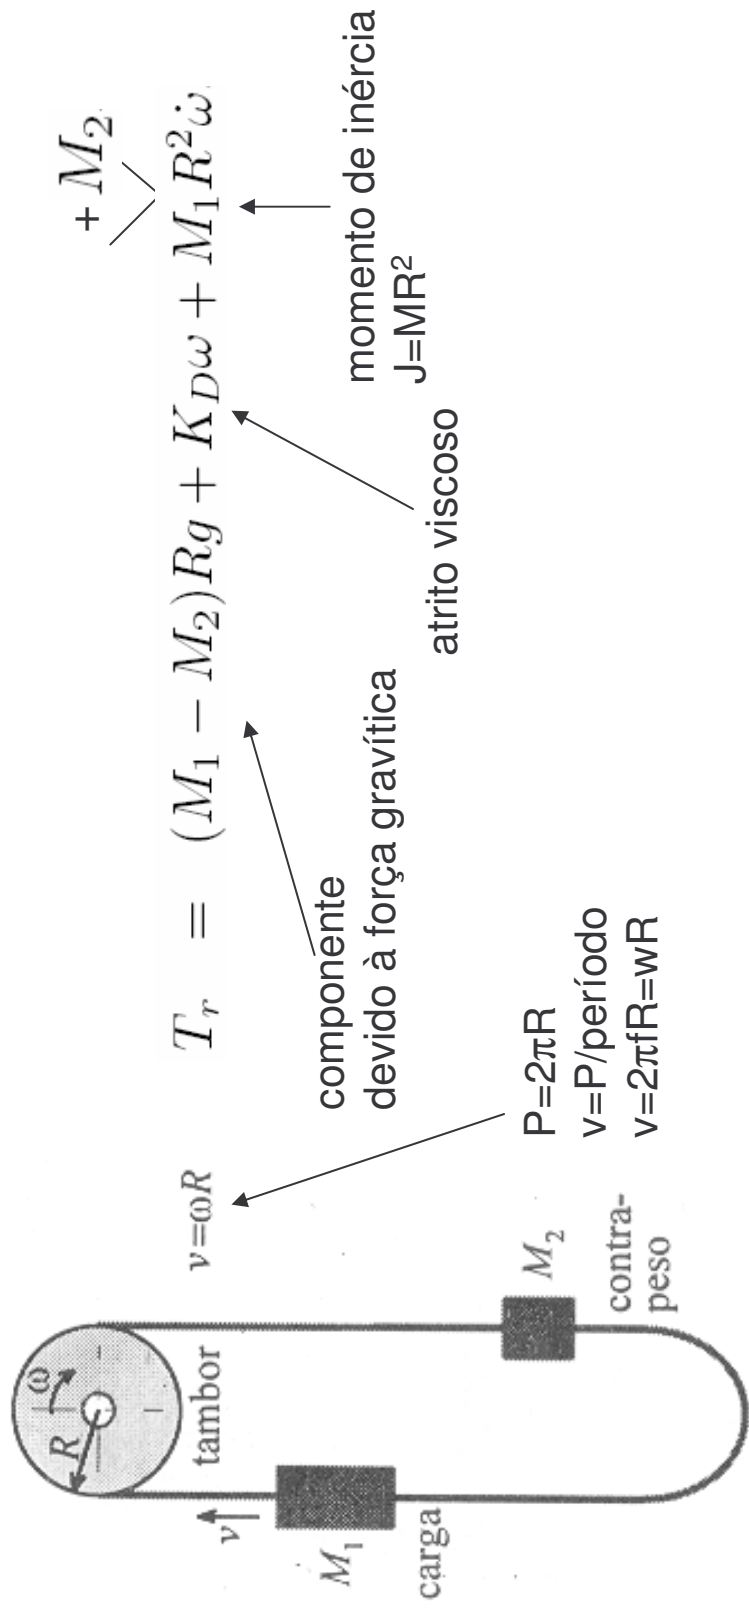 + M₂
Tᵣ = (M₁ − M₂)Rg + K_D ω + M₁R²ω̇
componente
devido à força gravítica
atrito viscoso
momento de inércia
J=MR²
v=ωR
P=2πR
v=P/período
v=2πfR=wR
ω
R
tambor
v
M₁
carga
M₂
contra-
peso